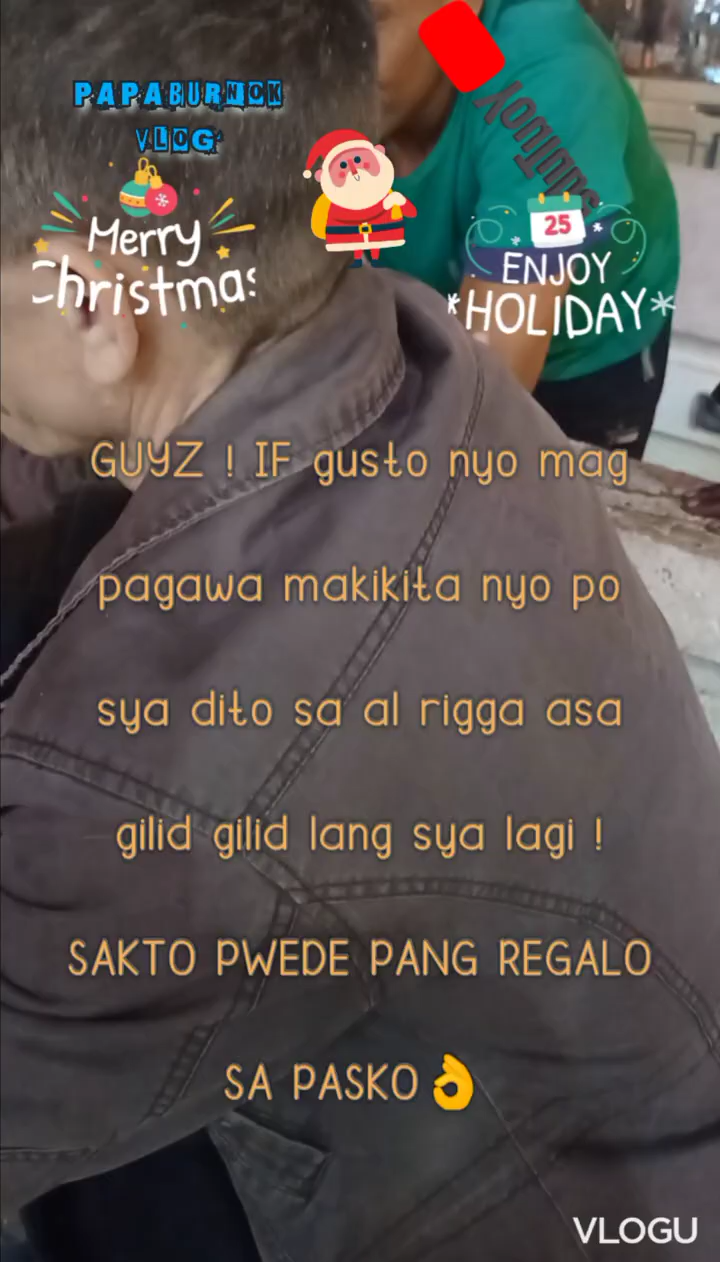 PAPABURNOK
VLOG
Merry
Christmas
25
ENJOY
*HOLIDAY*
GUYZ ! IF gusto nyo mag
pagawa makikita nyo po
sya dito sa al rigga asa
gilid gilid lang sya lagi !
SAKTO PWEDE PANG REGALO
SA PASKO👌
VLOGU